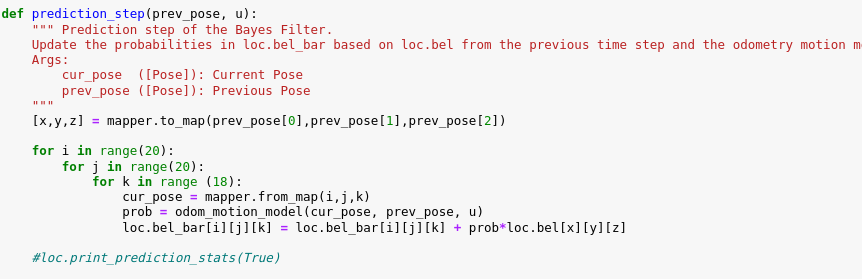 def prediction_step(prev_pose, u):
    """ Prediction step of the Bayes Filter.
    Update the probabilities in loc.bel_bar based on loc.bel from the previous time step and the odometry motion
    Args:
        cur_pose  ([Pose]): Current Pose
        prev_pose ([Pose]): Previous Pose
    """
    [x,y,z] = mapper.to_map(prev_pose[0],prev_pose[1],prev_pose[2])
    for i in range(20):
        for j in range(20):
            for k in range (18):
                cur_pose = mapper.from_map(i,j,k)
                prob = odom_motion_model(cur_pose, prev_pose, u)
                loc.bel_bar[i][j][k] = loc.bel_bar[i][j][k] + prob*loc.bel[x][y][z]
    #loc.print_prediction_stats(True)